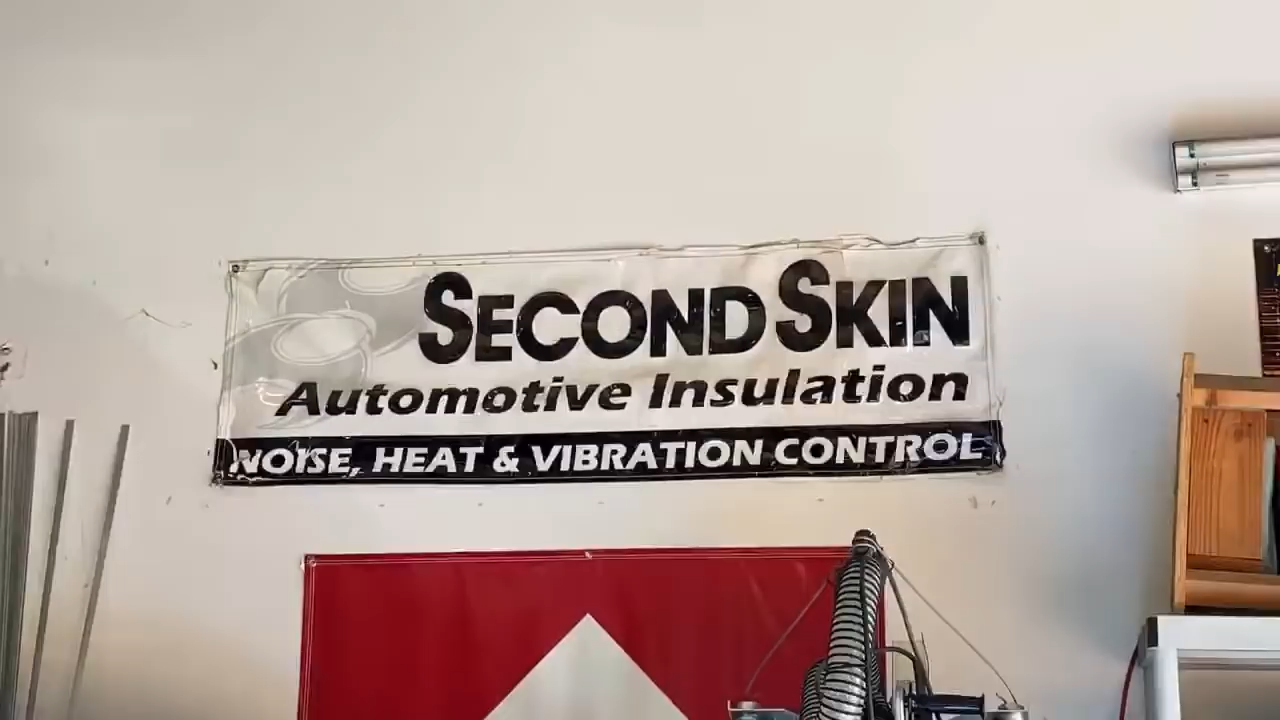 SECOND SKIN
Automotive Insulation
NOISE, HEAT & VIBRATION CONTROL